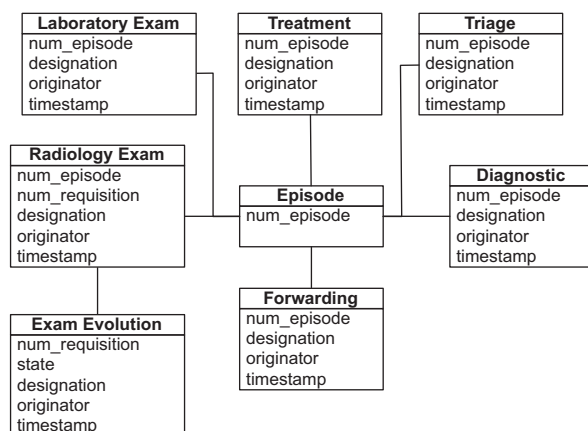 Laboratory Exam
num_episode
designation
originator
timestamp
Treatment
num_episode
designation
originator
timestamp
Triage
num_episode
designation
originator
timestamp
Radiology Exam
num_episode
num_requisition
designation
originator
timestamp
Episode
num_episode
Diagnostic
num_episode
designation
originator
timestamp
Forwarding
num_episode
designation
originator
timestamp
Exam Evolution
num_requisition
state
designation
originator
timestamp